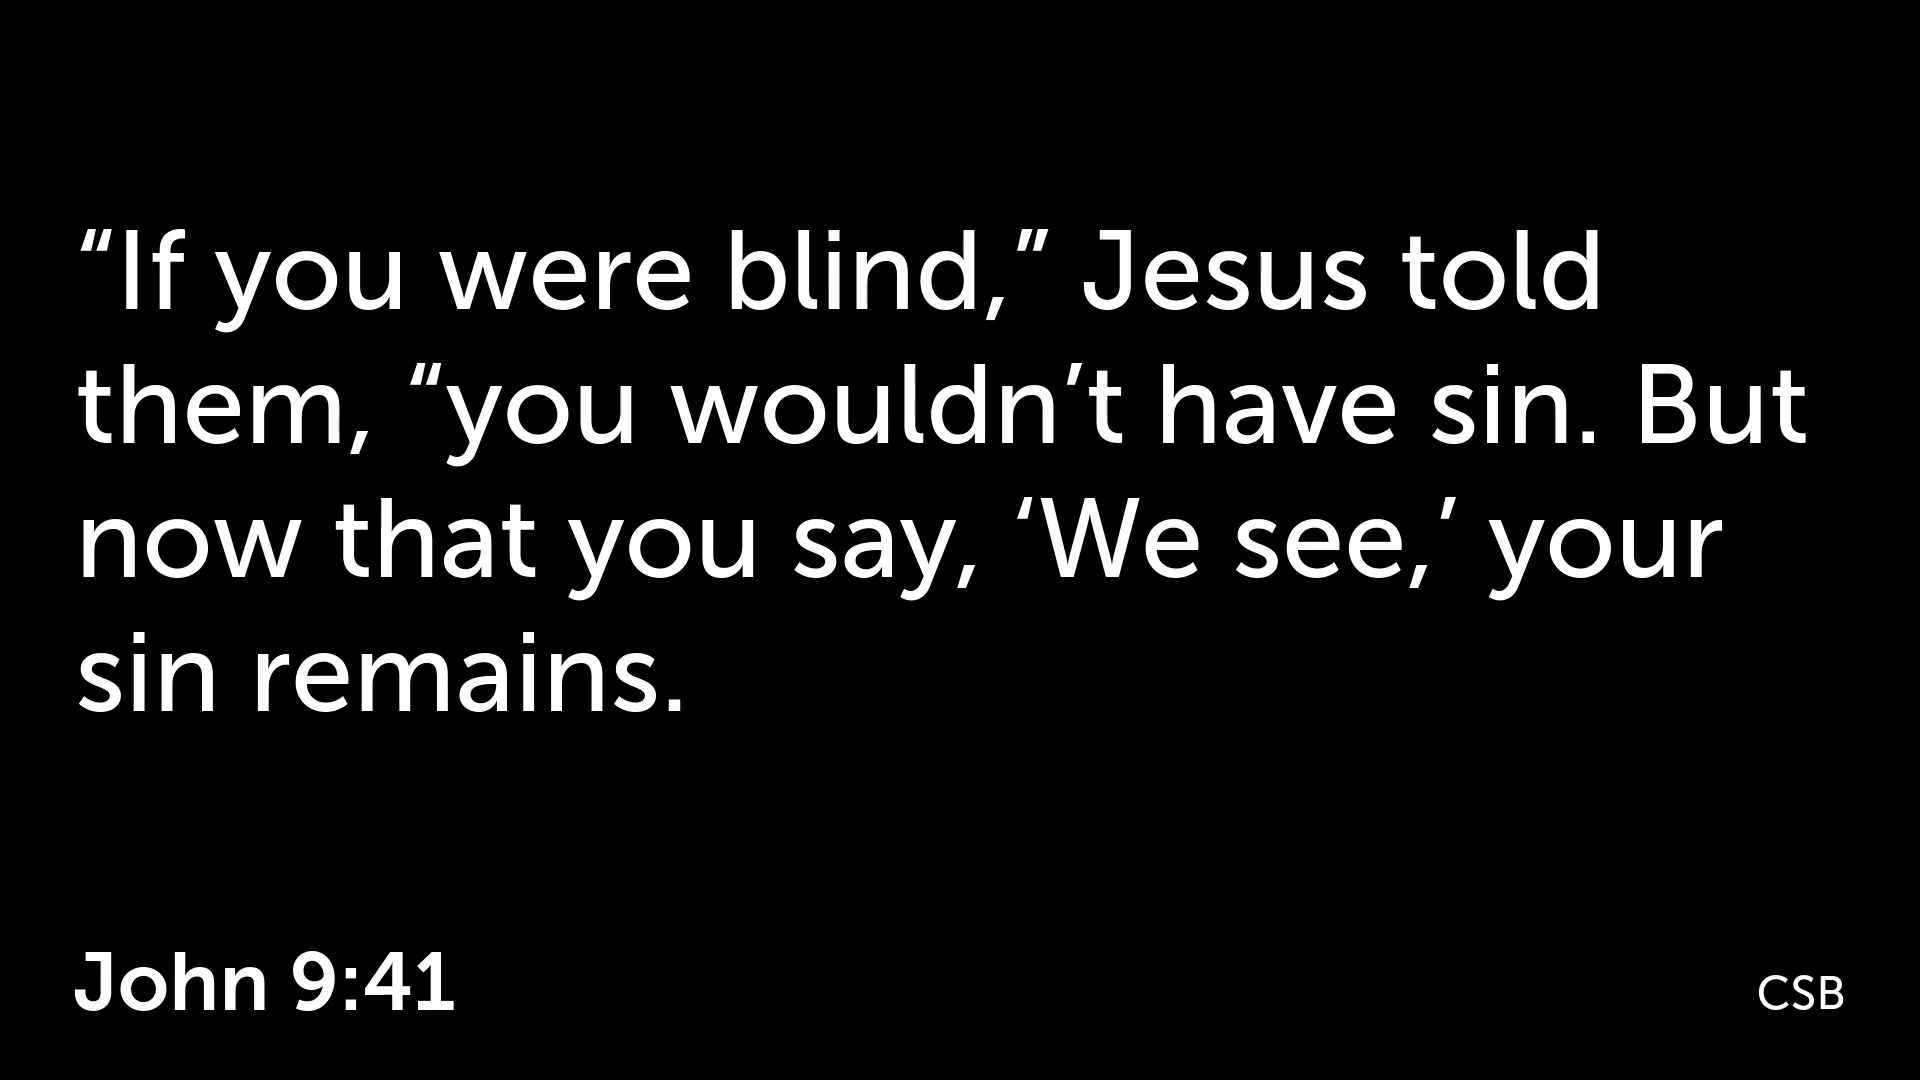 “If you were blind,” Jesus told
them, “you wouldn’t have sin. But
now that you say, ‘We see,’ your
sin remains.
John 9:41
CSB